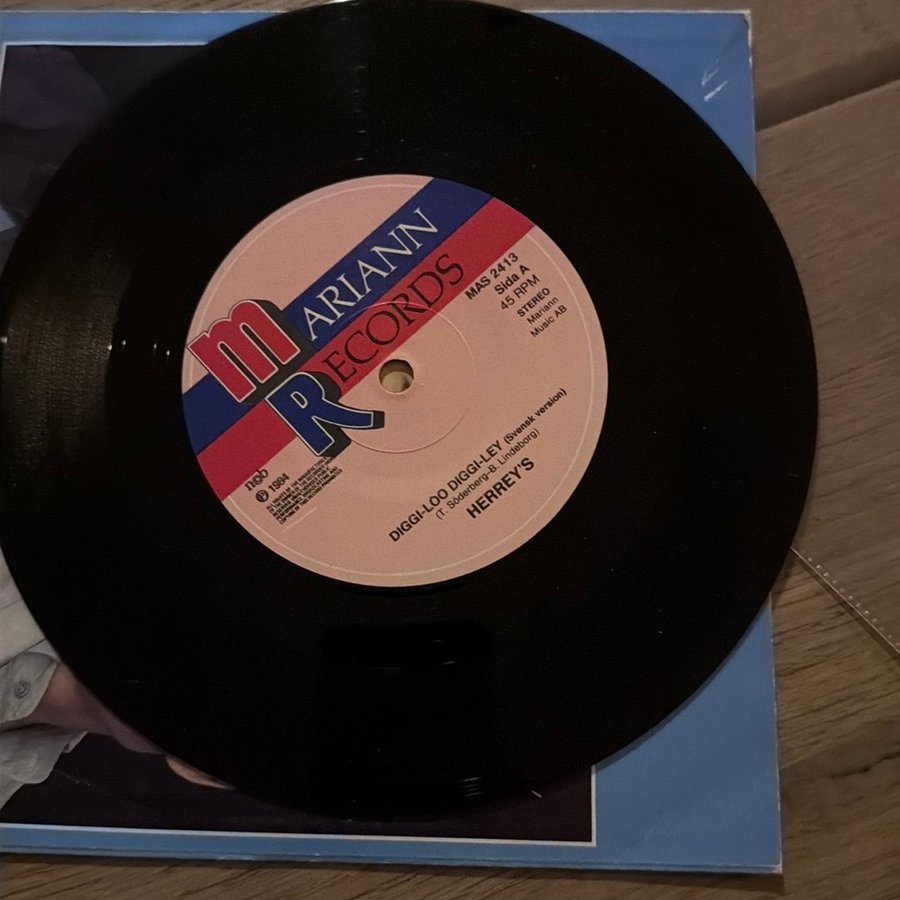 MARIANN
RECORDS
MAS 2413
Sida A
45 RPM
STEREO
Mariann
Music AB
n©b
℗ 1984
DIGGI-LOO DIGGI-LEY (Svensk version)
(T. Söderberg-B. Lindeborg)
HERREY'S